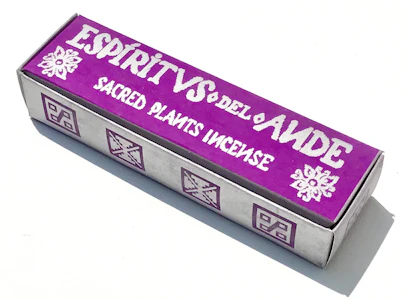 ESPÍRITVS DEL ANDE
SACRED PLANTS INCENSE